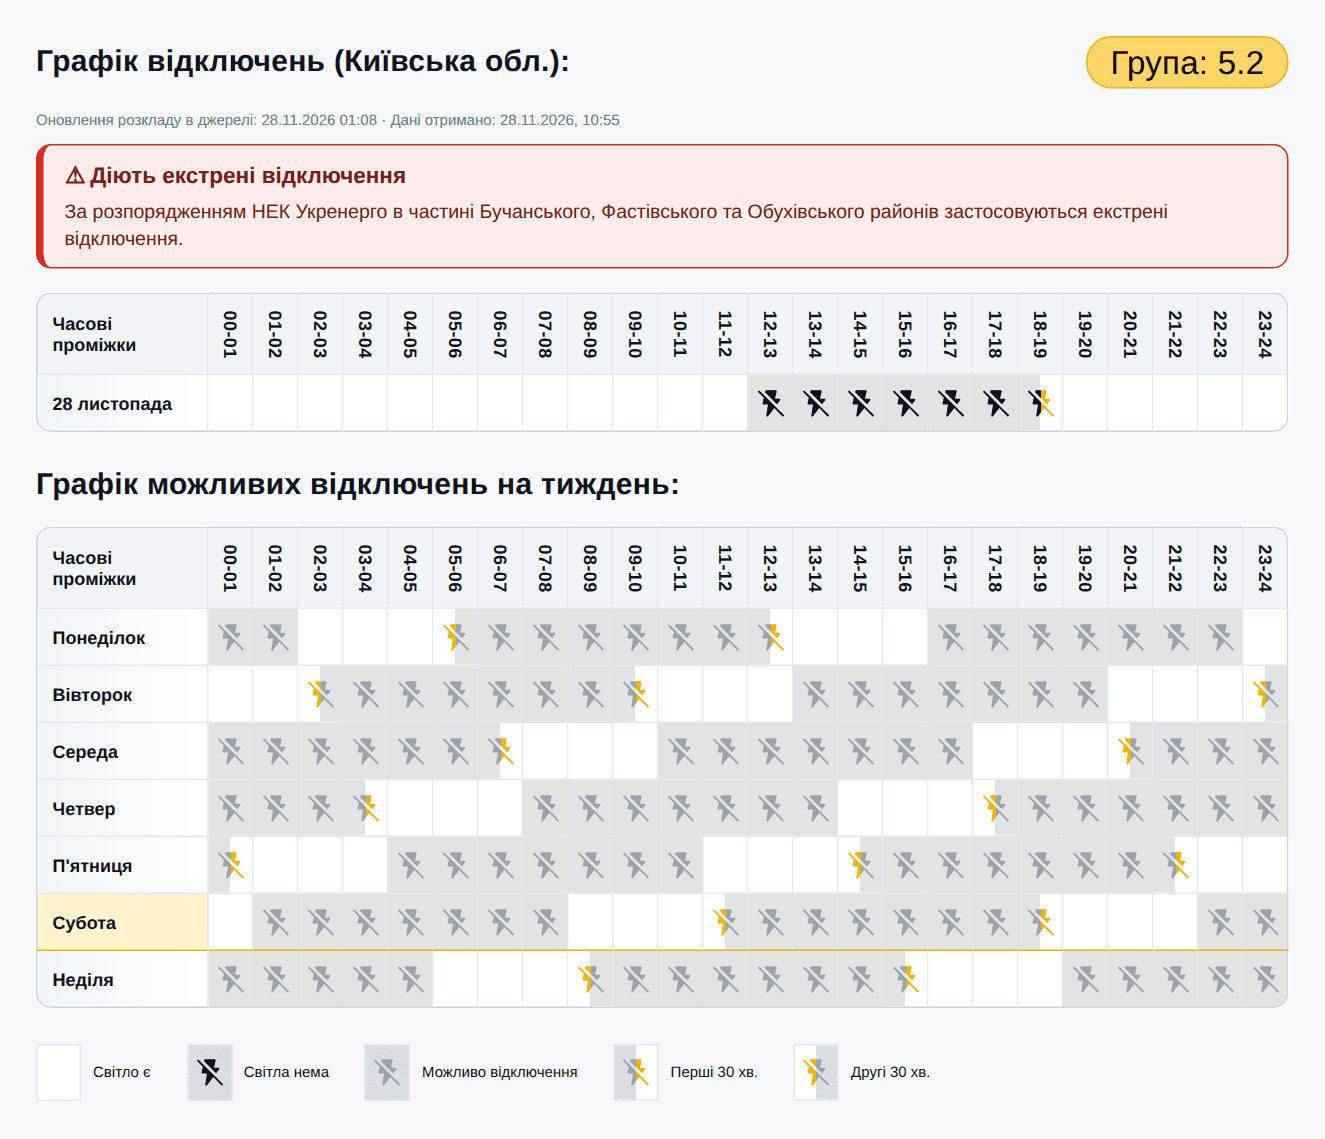 Графік відключень (Київська обл.):
Група: 5.2
Оновлення розкладу в джерелі: 28.11.2026 01:08 · Дані отримано: 28.11.2026, 10:55
⚠ Діють екстрені відключення
За розпорядженням НЕК Укренерго в частині Бучанського, Фастівського та Обухівського районів застосовуються екстрені
відключення.
Часові
проміжки
00-01 01-02 02-03 03-04 04-05 05-06 06-07 07-08 08-09 09-10 10-11 11-12 12-13 13-14 14-15 15-16 16-17 17-18 18-19 19-20 20-21 21-22 22-23 23-24
28 листопада
Графік можливих відключень на тиждень:
Часові
проміжки
00-01 01-02 02-03 03-04 04-05 05-06 06-07 07-08 08-09 09-10 10-11 11-12 12-13 13-14 14-15 15-16 16-17 17-18 18-19 19-20 20-21 21-22 22-23 23-24
Понеділок
Вівторок
Середа
Четвер
П'ятниця
Субота
Неділя
Світло є
Світла нема
Можливо відключення
Перші 30 хв.
Другі 30 хв.